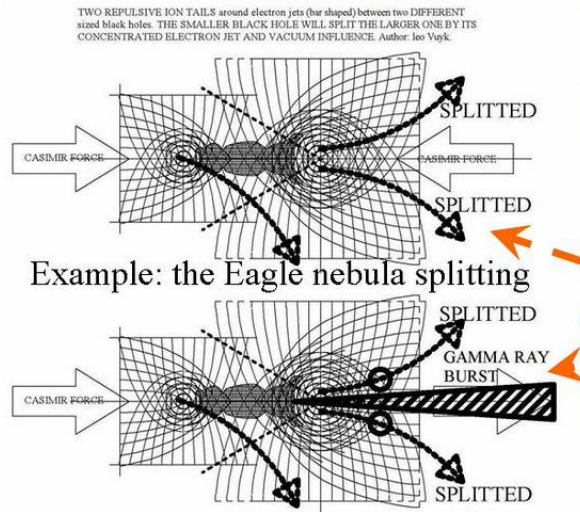 TWO REPULSIVE ION TAILS around electron jets (bar shaped) between two DIFFERENT
sized black holes. THE SMALLER BLACK HOLE WILL SPLIT THE LARGER ONE BY ITS
CONCENTRATED ELECTRON JET AND VACUUM INFLUENCE. Author: leo Vuyk.
SPLITTED
CASIMIR FORCE
CASIMIR FORCE
SPLITTED
Example: the Eagle nebula splitting
SPLITTED
GAMMA RAY
BURST
CASIMIR FORCE
SPLITTED